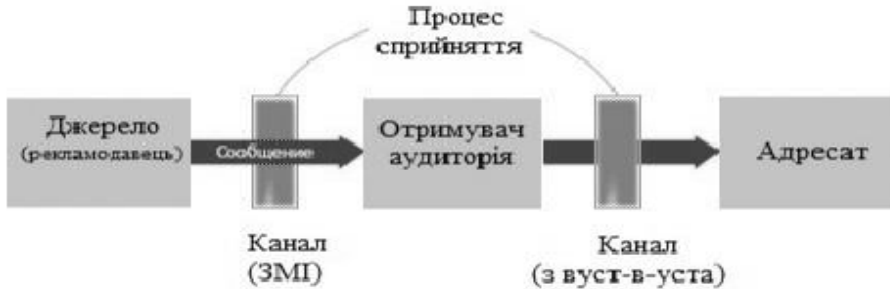 Процес
сприйняття
Джерело
(рекламодавець)
Сообщение
Отримувач
аудиторія
Адресат
Канал
(ЗМІ)
Канал
(з вуст-в-уста)